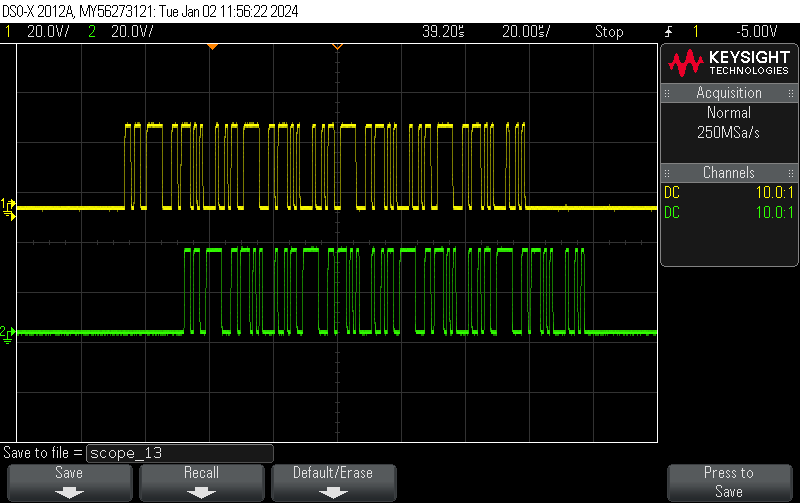 DSO-X 2012A, MY56273121: Tue Jan 02 11:56:22 2024
1 20.0V/ 2 20.0V/ 39.20s 20.00s/ Stop 1 -5.00V
KEYSIGHT
TECHNOLOGIES
Acquisition
Normal
250MSa/s
Channels
DC 10.0:1
DC 10.0:1
1
2
Save to file = scope_13
Save Recall Default/Erase Press to
Save